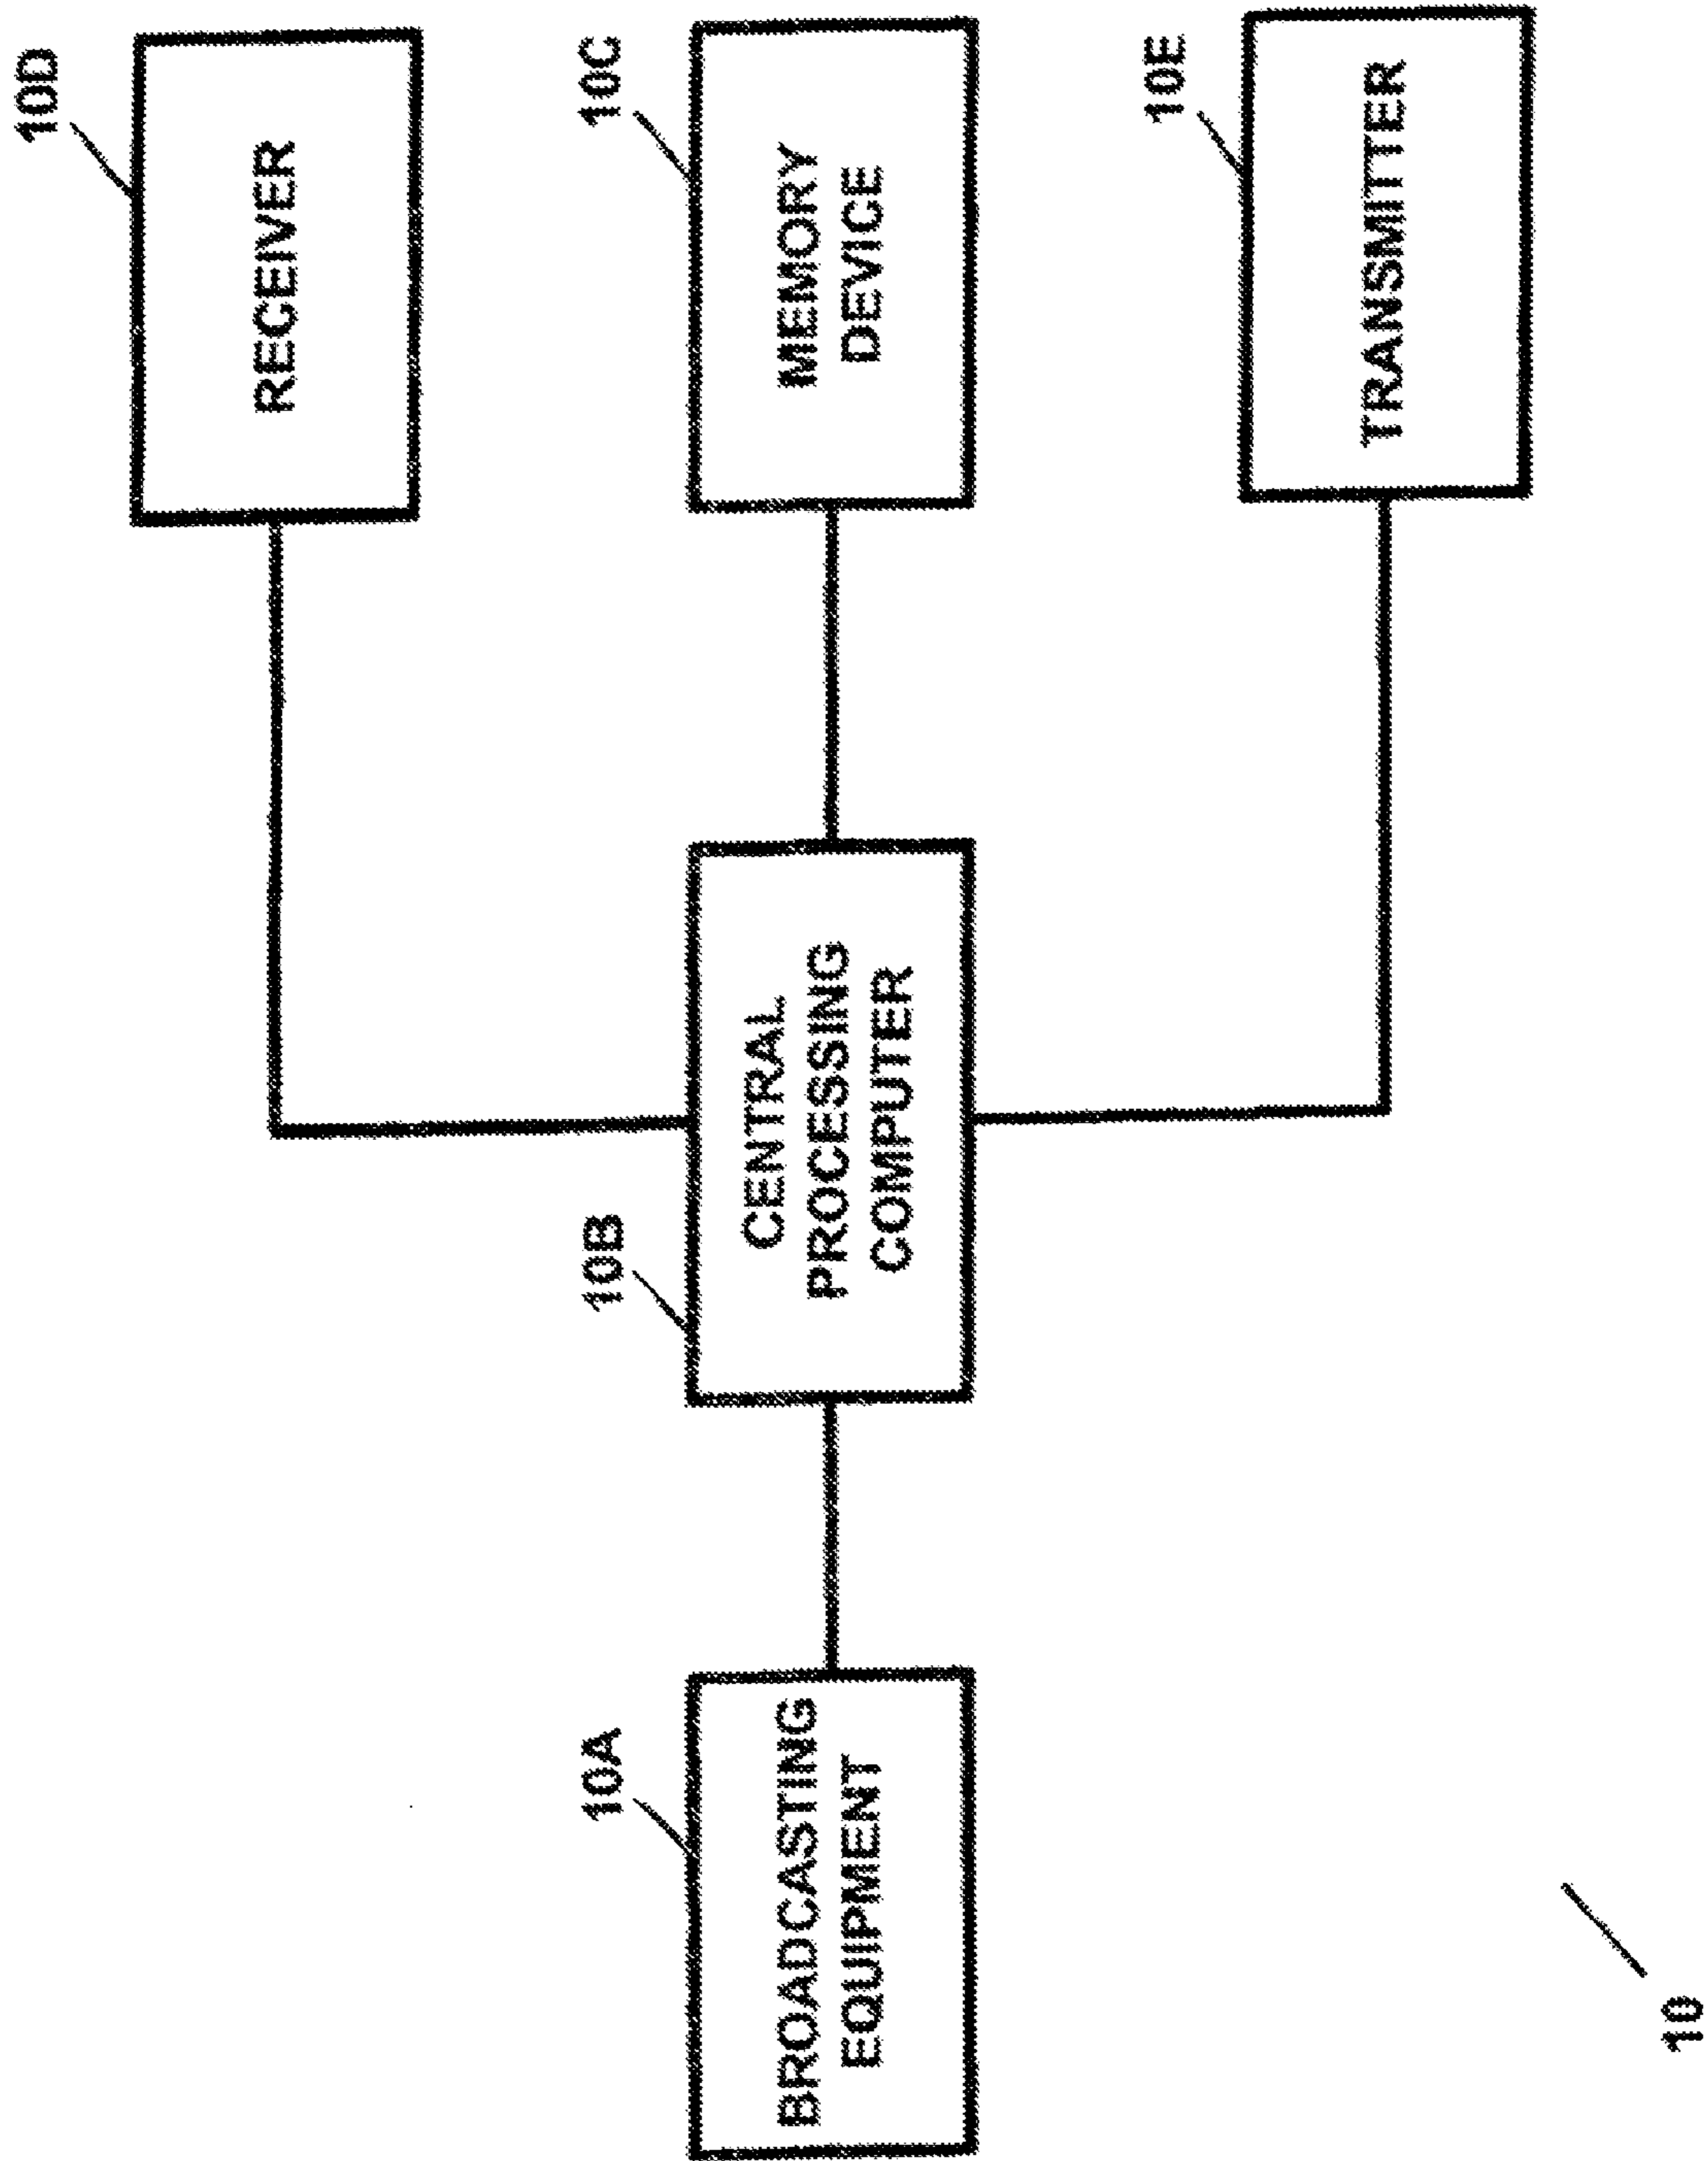 10D
RECEIVER
10A
BROADCASTING
EQUIPMENT
10B
CENTRAL
PROCESSING
COMPUTER
10C
MEMORY
DEVICE
10E
TRANSMITTER
10